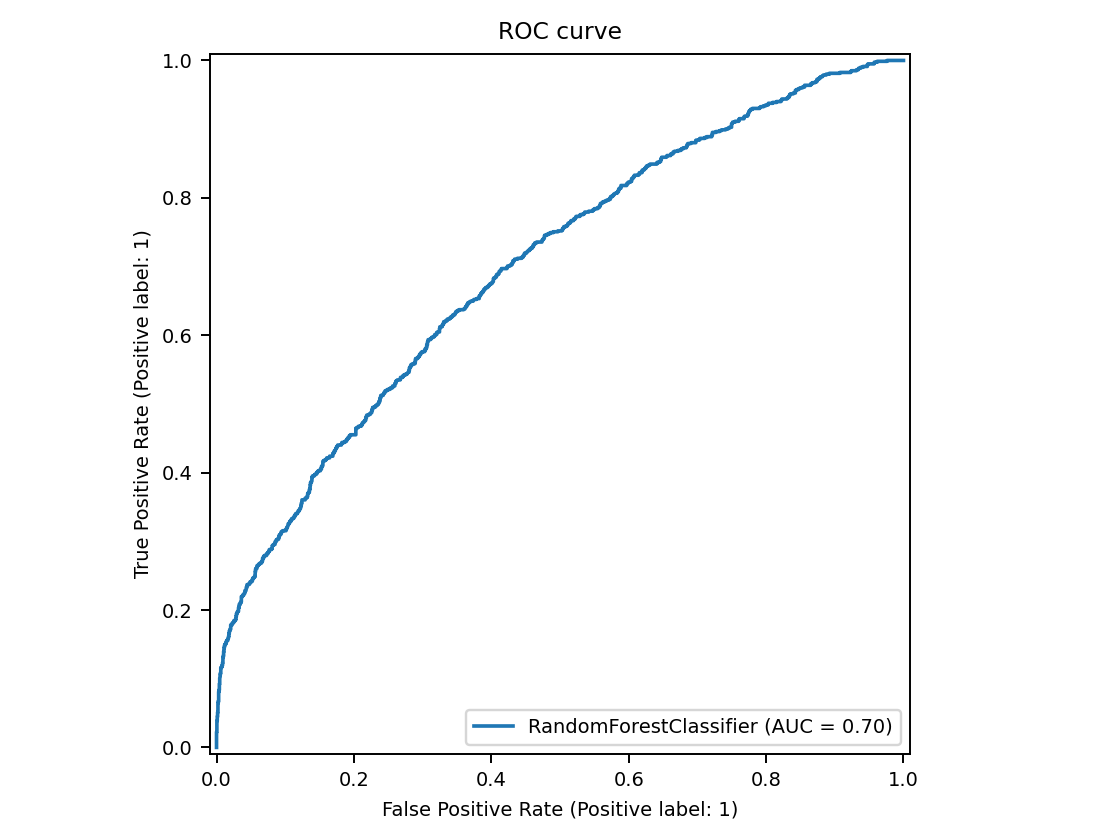 ROC curve
1.0
0.8
0.6
0.4
0.2
0.0
True Positive Rate (Positive label: 1)
RandomForestClassifier (AUC = 0.70)
0.0 0.2 0.4 0.6 0.8 1.0
False Positive Rate (Positive label: 1)